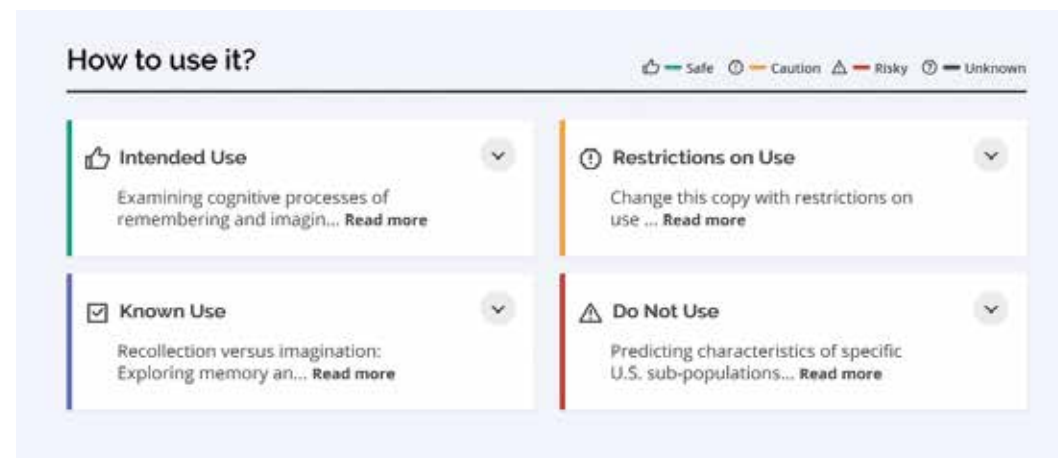 How to use it?
Safe Caution Risky Unknown
Intended Use
Examining cognitive processes of
remembering and imagin... Read more
Restrictions on Use
Change this copy with restrictions on
use ... Read more
Known Use
Recollection versus imagination:
Exploring memory an... Read more
Do Not Use
Predicting characteristics of specific
U.S. sub-populations... Read more